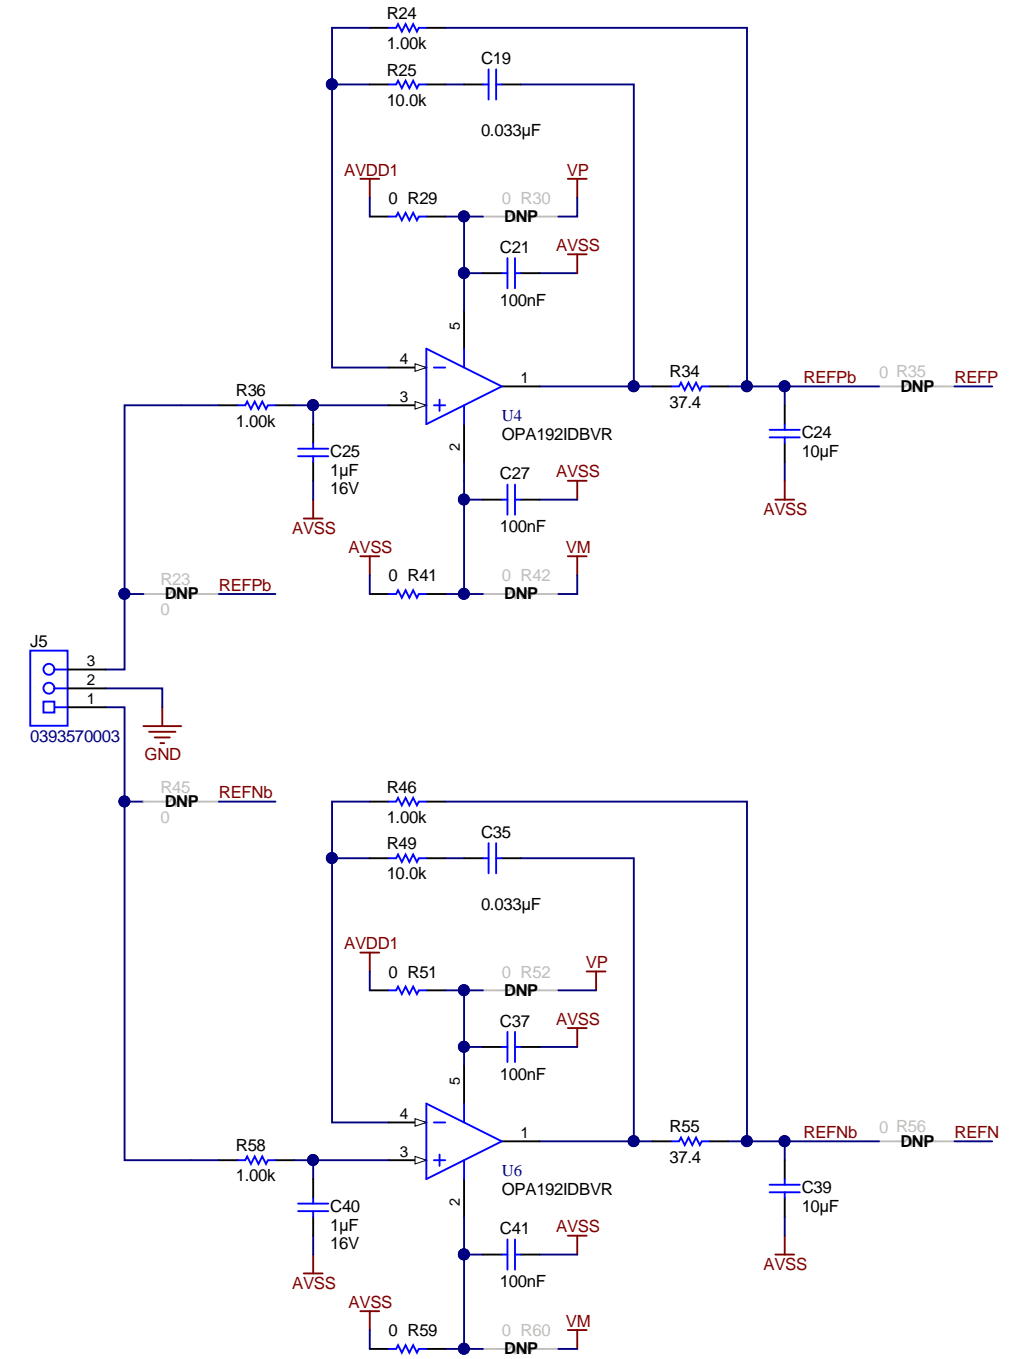 R24
1.00k
R25
10.0k
C19
0.033µF
AVDD1
VP
0 R29
0 R30
DNP
C21
AVSS
100nF
5
4
1
3
2
U4
OPA192IDBVR
R36
1.00k
C25
1µF
16V
AVSS
R34
37.4
REFPb
0 R35
DNP
REFP
C24
10µF
AVSS
C27
AVSS
100nF
AVSS
VM
0 R41
0 R42
DNP
R23
DNP
0
REFPb
J5
3
2
1
0393570003
GND
R45
DNP
0
REFNb
R46
1.00k
R49
10.0k
C35
0.033µF
AVDD1
VP
0 R51
0 R52
DNP
C37
AVSS
100nF
5
4
1
3
2
U6
OPA192IDBVR
R58
1.00k
C40
1µF
16V
AVSS
R55
37.4
REFNb
0 R56
DNP
REFN
C39
10µF
AVSS
C41
AVSS
100nF
AVSS
VM
0 R59
0 R60
DNP